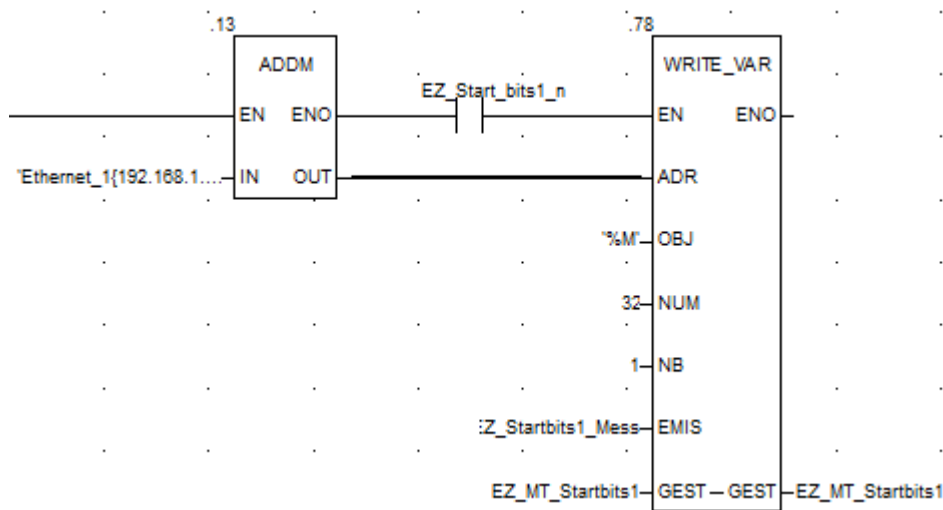 .13
.78
ADDM
WRITE_VAR
EZ_Start_bits1_n
EN ENO
EN ENO
"Ethernet_1{192.168.1....
IN OUT
ADR
"%M"
OBJ
32
NUM
1
NB
EZ_Startbits1_Mess
EMIS
EZ_MT_Startbits1
GEST
GEST
EZ_MT_Startbits1